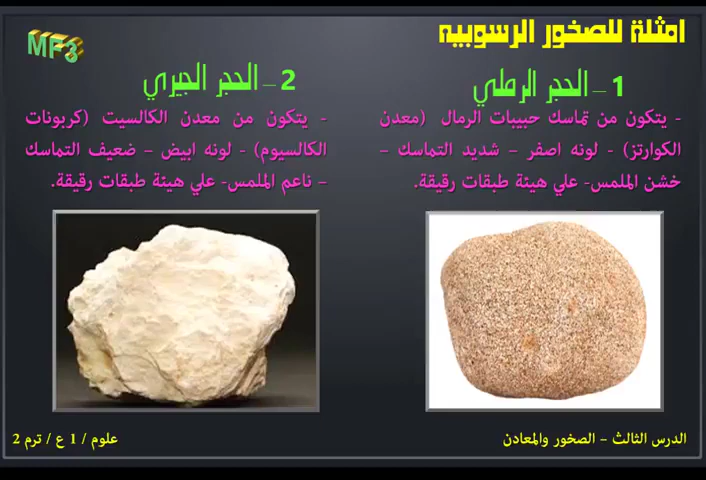 امثلة للصخور الرسوبيه
MP3
1 – الحجر الرملي
- يتكون من تماسك حبيبات الرمال (معدن
الكوارتز) - لونه اصفر – شديد التماسك –
خشن الملمس- علي هيئة طبقات رقيقة.
2 – الحجر الجيري
- يتكون من معدن الكالسيت (كربونات
الكالسيوم) - لونه ابيض – ضعيف التماسك
– ناعم الملمس- علي هيئة طبقات رقيقة.
الدرس الثالث – الصخور والمعادن
علوم / 1 ع / ترم 2